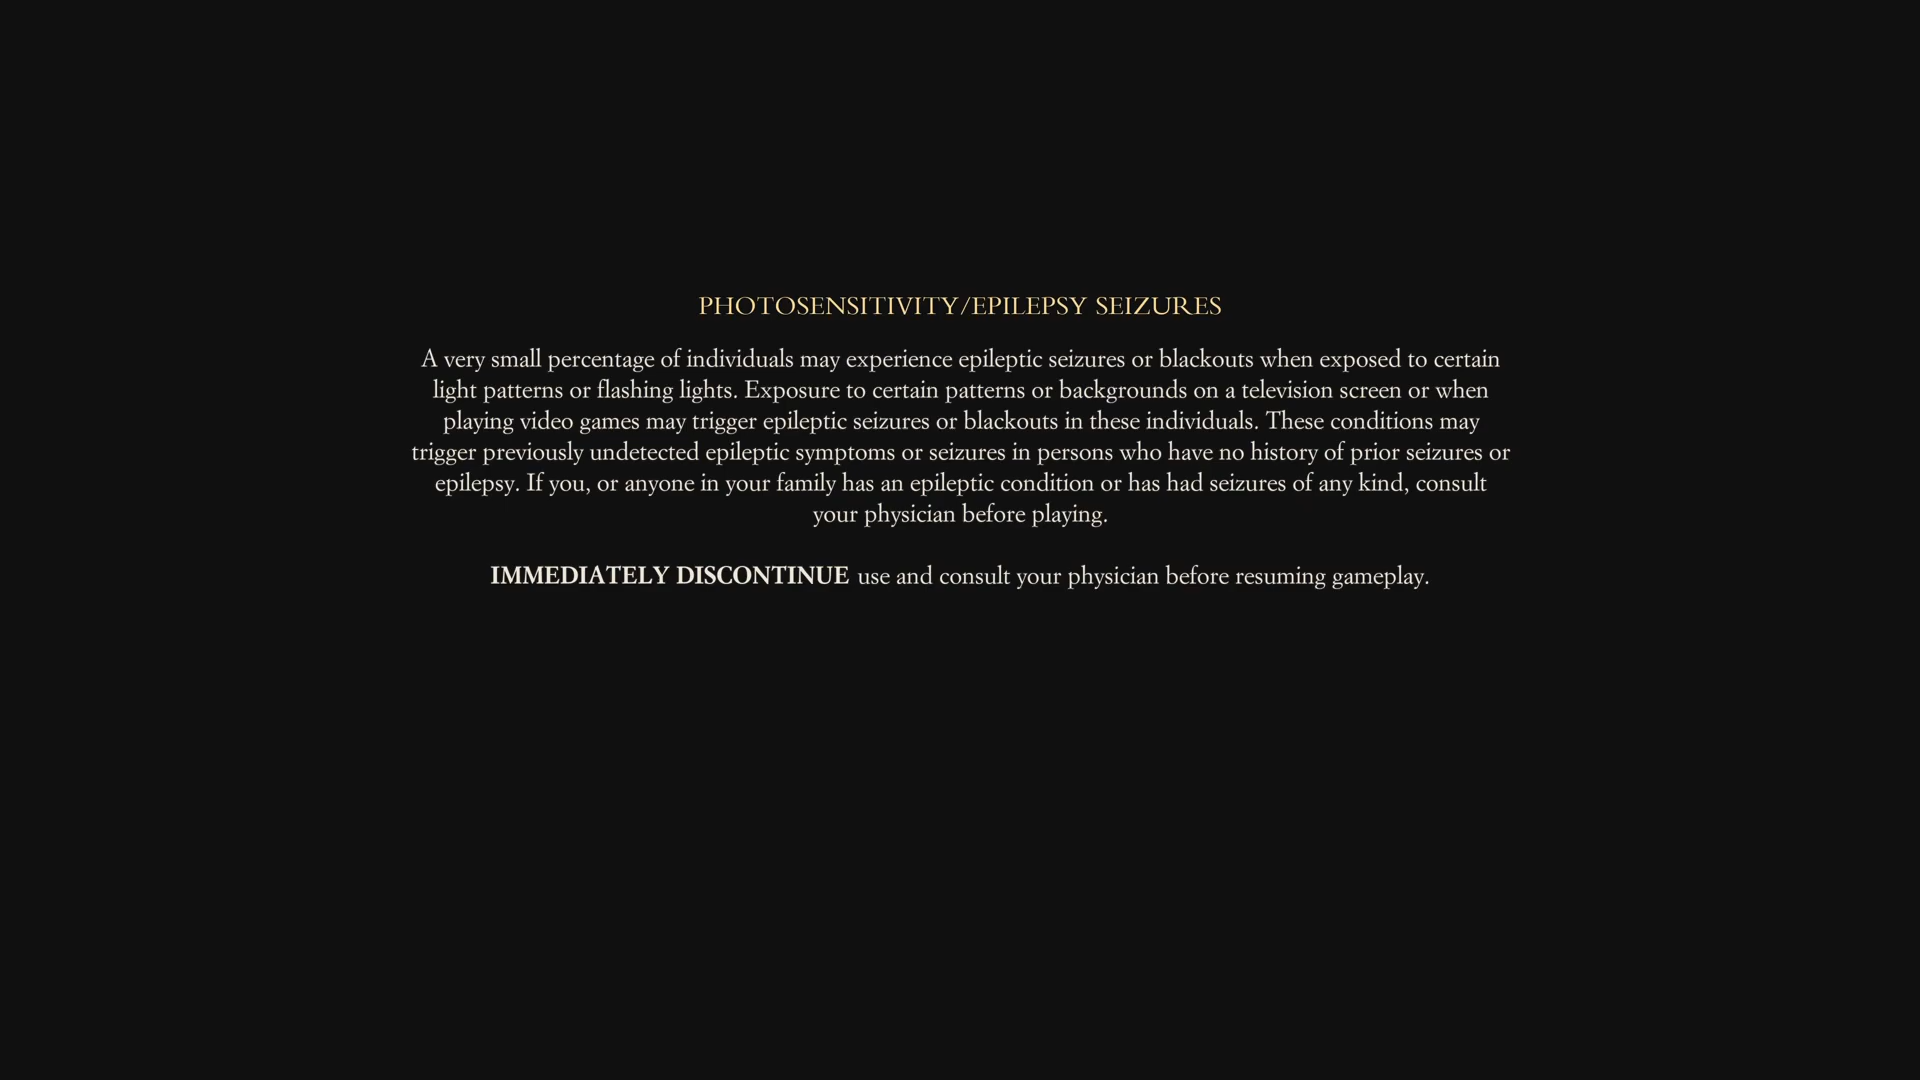 PHOTOSENSITIVITY/EPILEPSY SEIZURES
A very small percentage of individuals may experience epileptic seizures or blackouts when exposed to certain
light patterns or flashing lights. Exposure to certain patterns or backgrounds on a television screen or when
playing video games may trigger epileptic seizures or blackouts in these individuals. These conditions may
trigger previously undetected epileptic symptoms or seizures in persons who have no history of prior seizures or
epilepsy. If you, or anyone in your family has an epileptic condition or has had seizures of any kind, consult
your physician before playing.
IMMEDIATELY DISCONTINUE use and consult your physician before resuming gameplay.